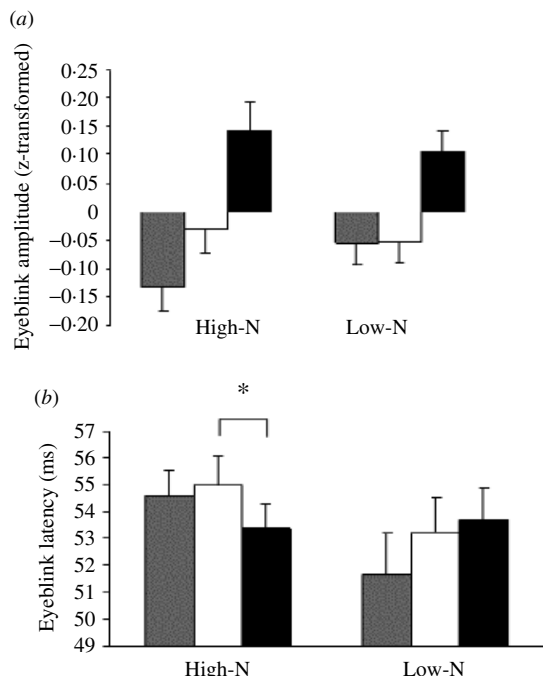 (a)
Eyeblink amplitude (z-transformed)
0·25
0·20
0·15
0·10
0·05
0
−0·05
−0·10
−0·15
−0·20
High-N
Low-N
(b)
*
Eyeblink latency (ms)
57
56
55
54
53
52
51
50
49
High-N
Low-N